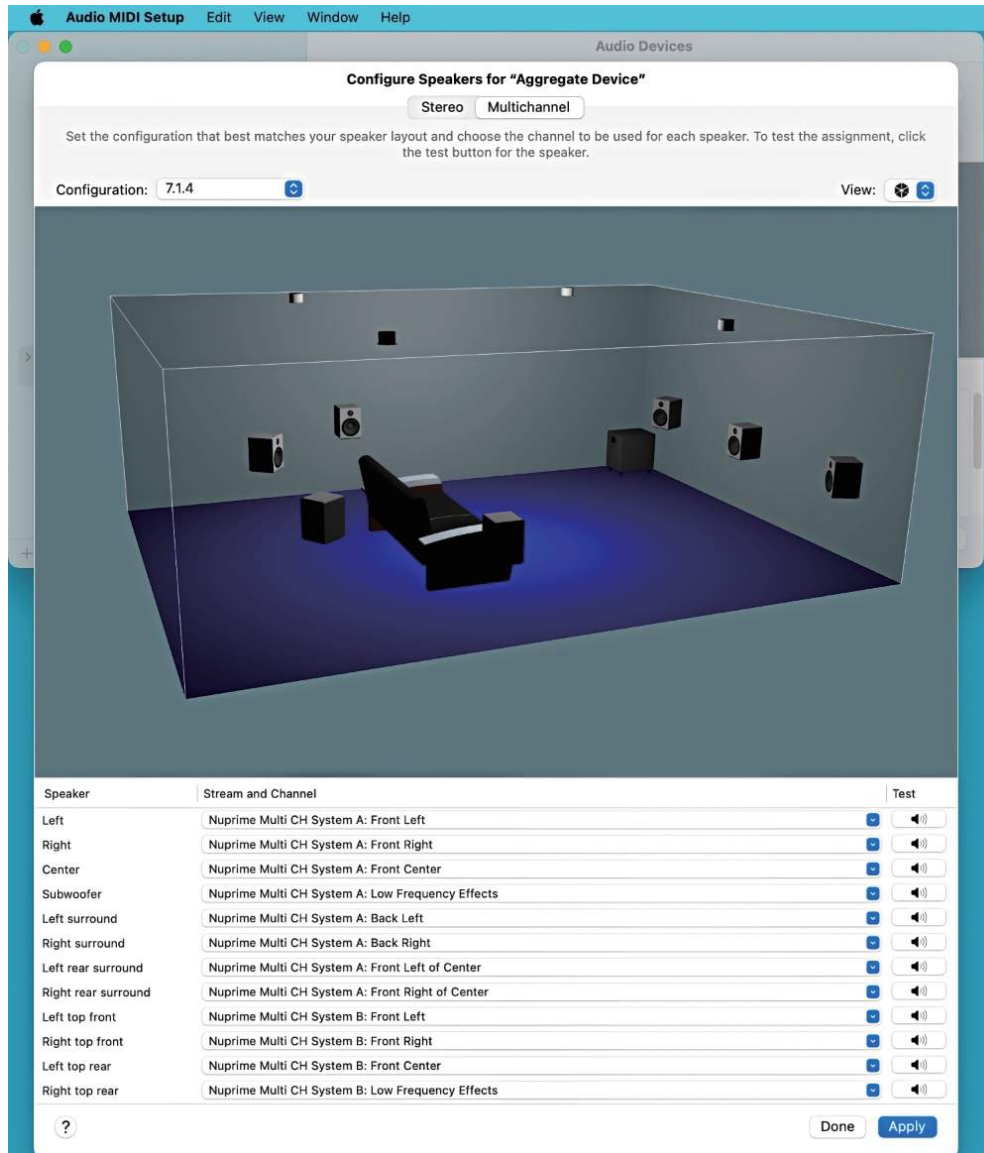 Audio MIDI Setup Edit View Window Help
Audio Devices
Configure Speakers for “Aggregate Device”
Stereo Multichannel
Set the configuration that best matches your speaker layout and choose the channel to be used for each speaker. To test the assignment, click
the test button for the speaker.
Configuration: 7.1.4 View:
Speaker Stream and Channel Test
Left Nuprime Multi CH System A: Front Left
Right Nuprime Multi CH System A: Front Right
Center Nuprime Multi CH System A: Front Center
Subwoofer Nuprime Multi CH System A: Low Frequency Effects
Left surround Nuprime Multi CH System A: Back Left
Right surround Nuprime Multi CH System A: Back Right
Left rear surround Nuprime Multi CH System A: Front Left of Center
Right rear surround Nuprime Multi CH System A: Front Right of Center
Left top front Nuprime Multi CH System B: Front Left
Right top front Nuprime Multi CH System B: Front Right
Left top rear Nuprime Multi CH System B: Front Center
Right top rear Nuprime Multi CH System B: Low Frequency Effects
? Done Apply